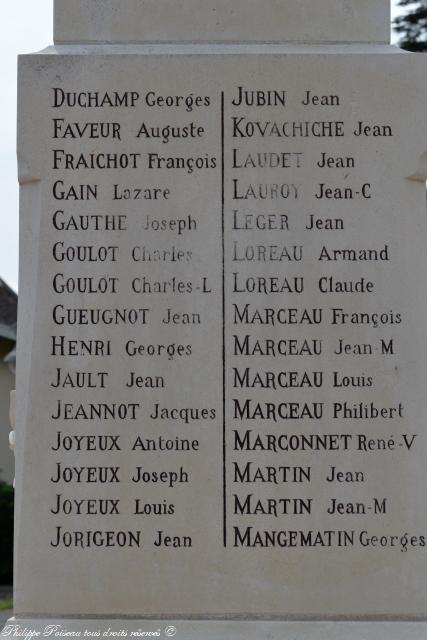 DUCHAMP Georges
FAVEUR Auguste
FRAICHOT François
GAIN Lazare
GAUTHE Joseph
GOULOT Charles
GOULOT Charles-L
GUEUGNOT Jean
HENRI Georges
JAULT Jean
JEANNOT Jacques
JOYEUX Antoine
JOYEUX Joseph
JOYEUX Louis
JORIGEON Jean
JUBIN Jean
KOVACHICHE Jean
LAUDET Jean
LAUROY Jean-C
LEGER Jean
LOREAU Armand
LOREAU Claude
MARCEAU François
MARCEAU Jean-M
MARCEAU Louis
MARCEAU Philibert
MARCONNET René-V
MARTIN Jean
MARTIN Jean-M
MANGEMATIN Georges
Philippe Poiseau tous droits réservés ©